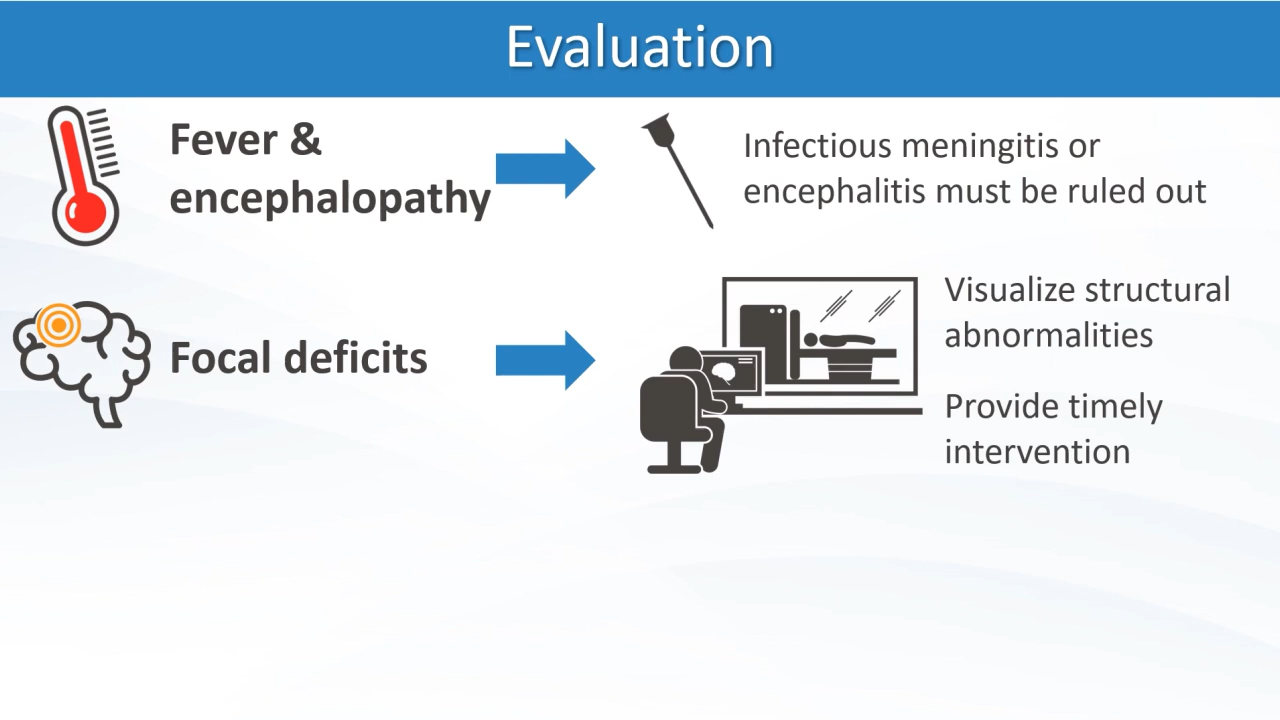 Evaluation
Fever &
encephalopathy
Infectious meningitis or
encephalitis must be ruled out
Focal deficits
Visualize structural
abnormalities
Provide timely
intervention